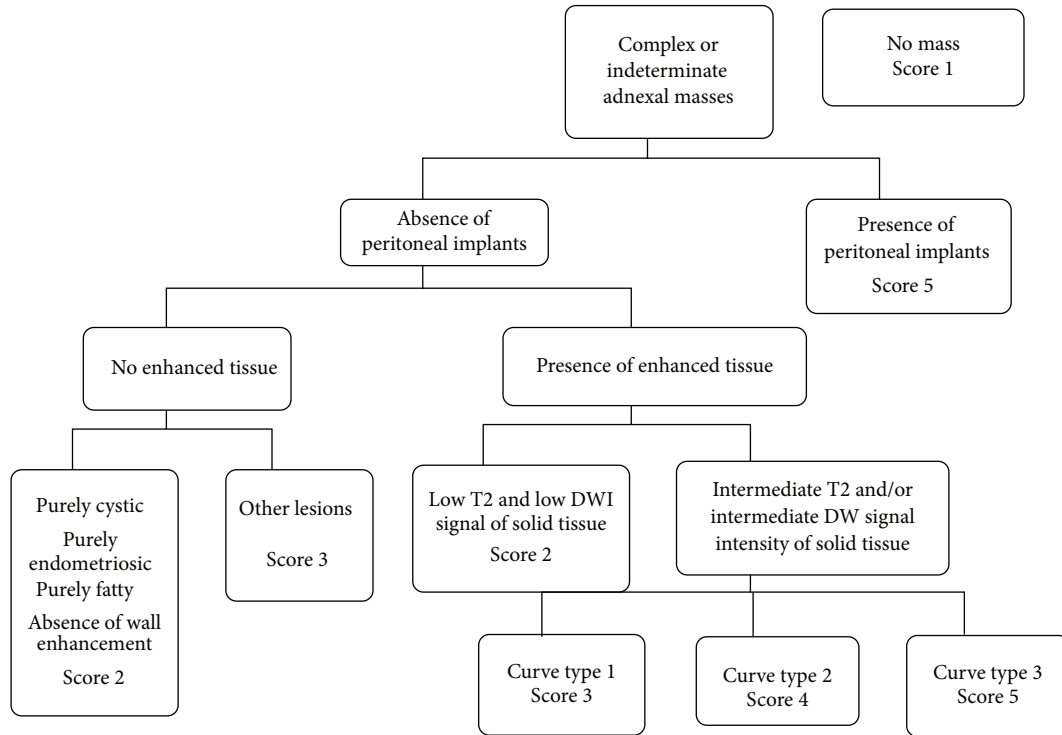 Complex or
indeterminate
adnexal masses
No mass
Score 1
Absence of
peritoneal implants
Presence of
peritoneal implants
Score 5
No enhanced tissue
Presence of enhanced tissue
Purely cystic
Purely
endometriosic
Purely fatty
Absence of wall
enhancement
Score 2
Other lesions
Score 3
Low T2 and low DWI
signal of solid tissue
Score 2
Intermediate T2 and/or
intermediate DW signal
intensity of solid tissue
Curve type 1
Score 3
Curve type 2
Score 4
Curve type 3
Score 5